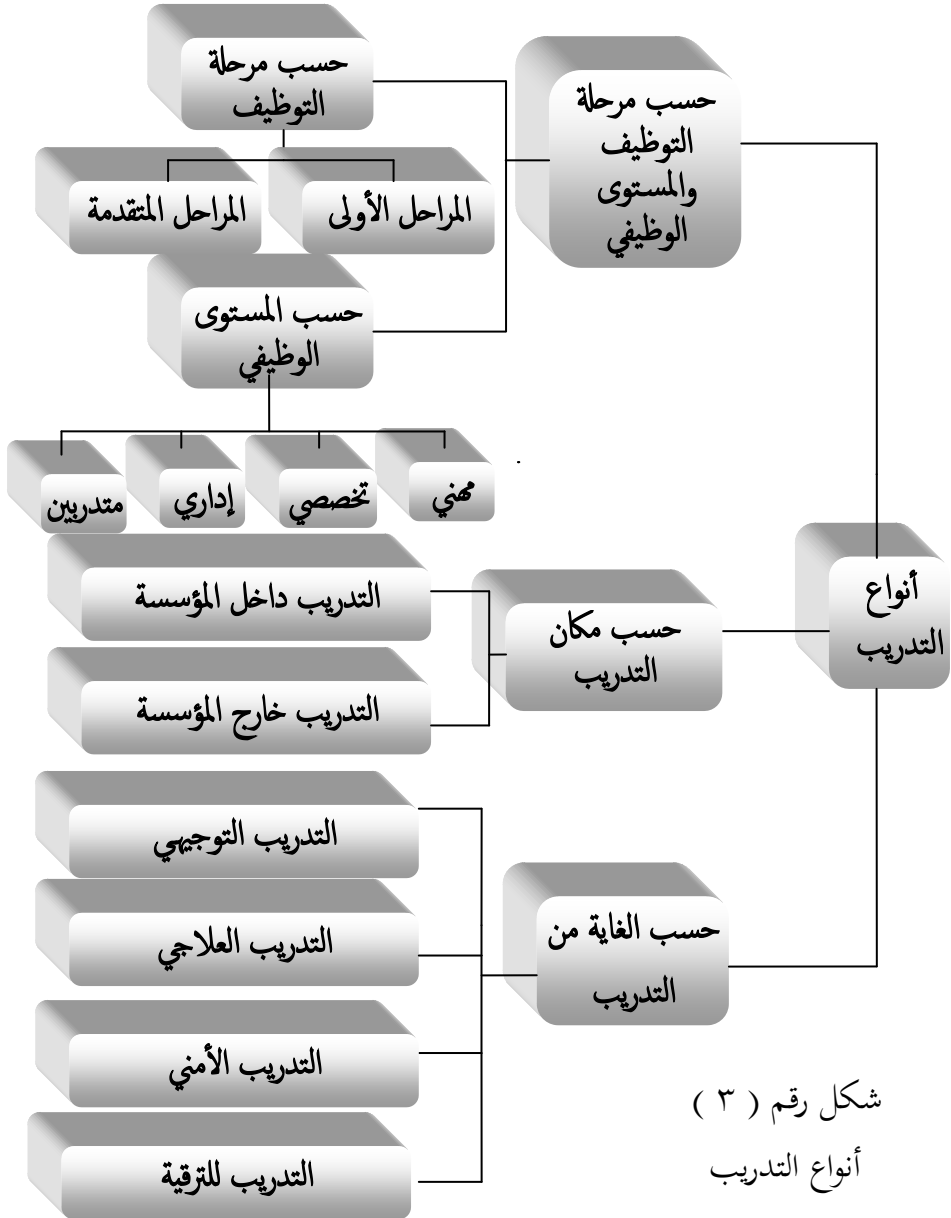 أنواع
التدريب
حسب مرحلة
التوظيف
والمستوى
الوظيفي
حسب مرحلة
التوظيف
المراحل الأولى
المراحل المتقدمة
حسب المستوى
الوظيفي
مهني
تخصصي
إداري
متدربين
حسب مكان
التدريب
التدريب داخل المؤسسة
التدريب خارج المؤسسة
حسب الغاية من
التدريب
التدريب التوجيهي
التدريب العلاجي
التدريب الأمني
التدريب للترقية
شكل رقم ( ٣ )
أنواع التدريب